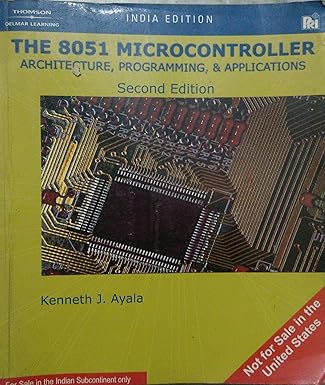 THOMSON
DELMAR LEARNING
INDIA EDITION
THE 8051 MICROCONTROLLER
ARCHITECTURE, PROGRAMMING, & APPLICATIONS
Second Edition
Kenneth J. Ayala
Not for Sale in the
United States
For Sale in the Indian Subcontinent only